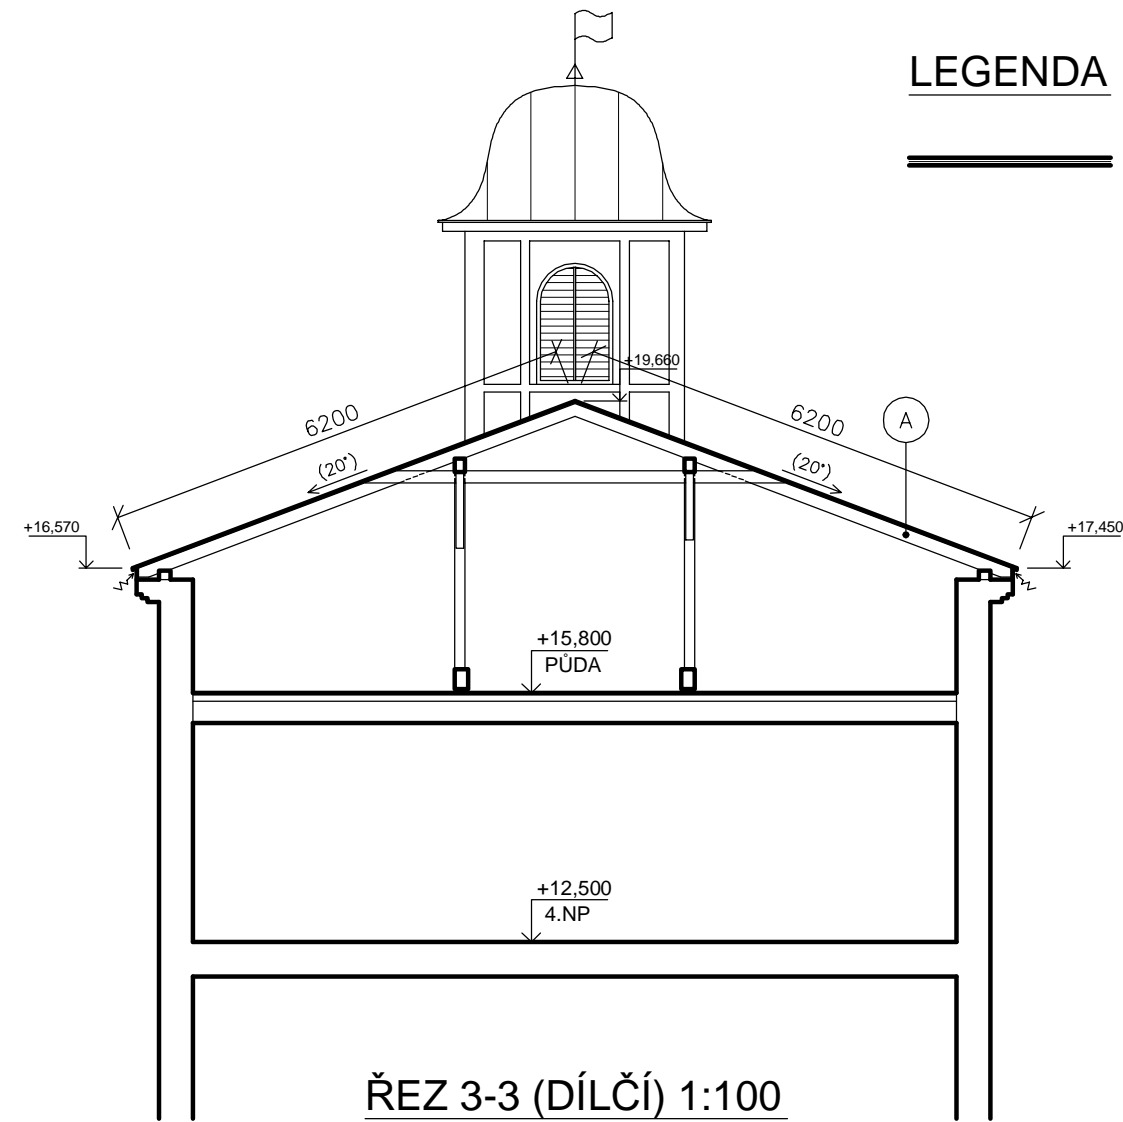 LEGENDA
+19,660
6200
6200
A
(20°)
(20°)
+16,570
+17,450
+15,800
PŮDA
+12,500
4.NP
ŘEZ 3-3 (DÍLČÍ) 1:100